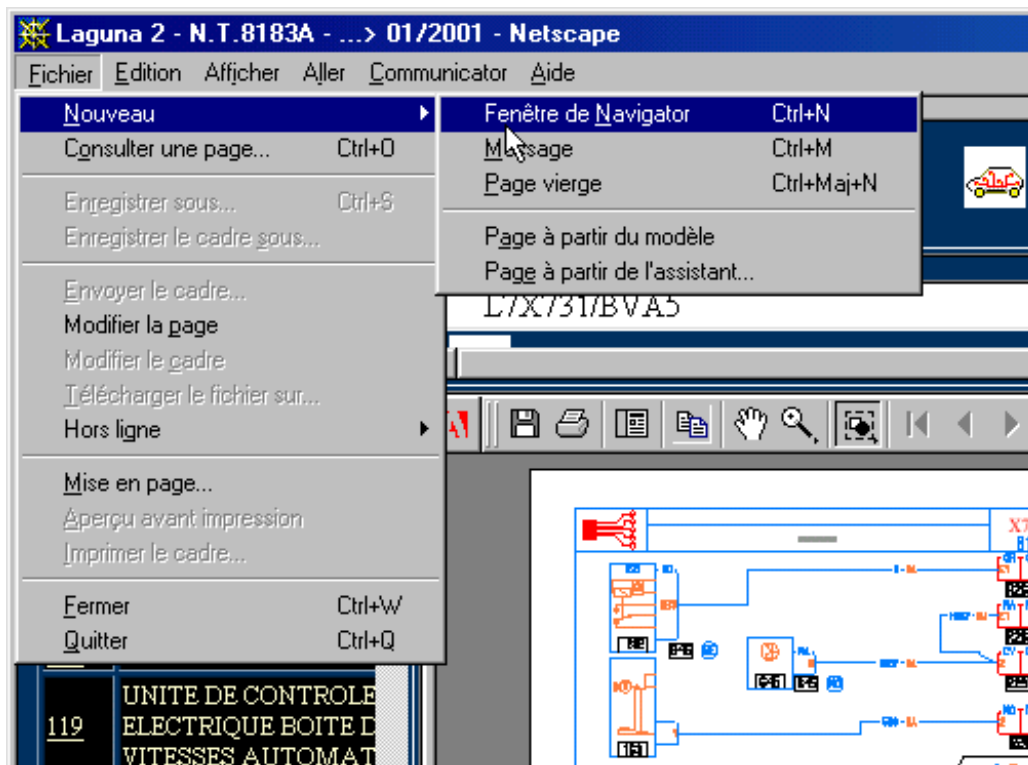 Laguna 2 - N.T.8183A - ...> 01/2001 - Netscape
Fichier Edition Afficher Aller Communicator Aide
Nouveau
Consulter une page... Ctrl+O
Enregistrer sous... Ctrl+S
Enregistrer le cadre sous...
Envoyer le cadre...
Modifier la page
Modifier le cadre
Télécharger le fichier sur...
Hors ligne
Mise en page...
Aperçu avant impression
Imprimer le cadre...
Fermer Ctrl+W
Quitter Ctrl+Q
Fenêtre de Navigator Ctrl+N
Message Ctrl+M
Page vierge Ctrl+Maj+N
Page à partir du modèle
Page à partir de l'assistant...
L7X731/BVA5
119
UNITE DE CONTROLE
ELECTRIQUE BOITE D
VITESSES AUTOMAT